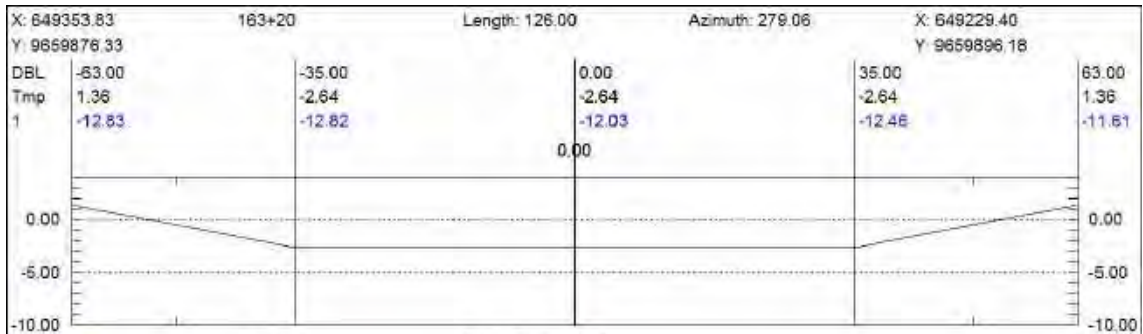 X: 649353.83 163+20 Length: 126.00 Azimuth: 279.06 X: 649229.40
Y: 9659876.33 Y: 9659896.18
DBL -63.00 -35.00 0.00 35.00 63.00
Tmp 1.36 -2.64 -2.64 -2.64 1.36
1 -12.83 -12.82 -12.03 -12.46 -11.61
0.00
0.00 0.00
-5.00 -5.00
-10.00 -10.00